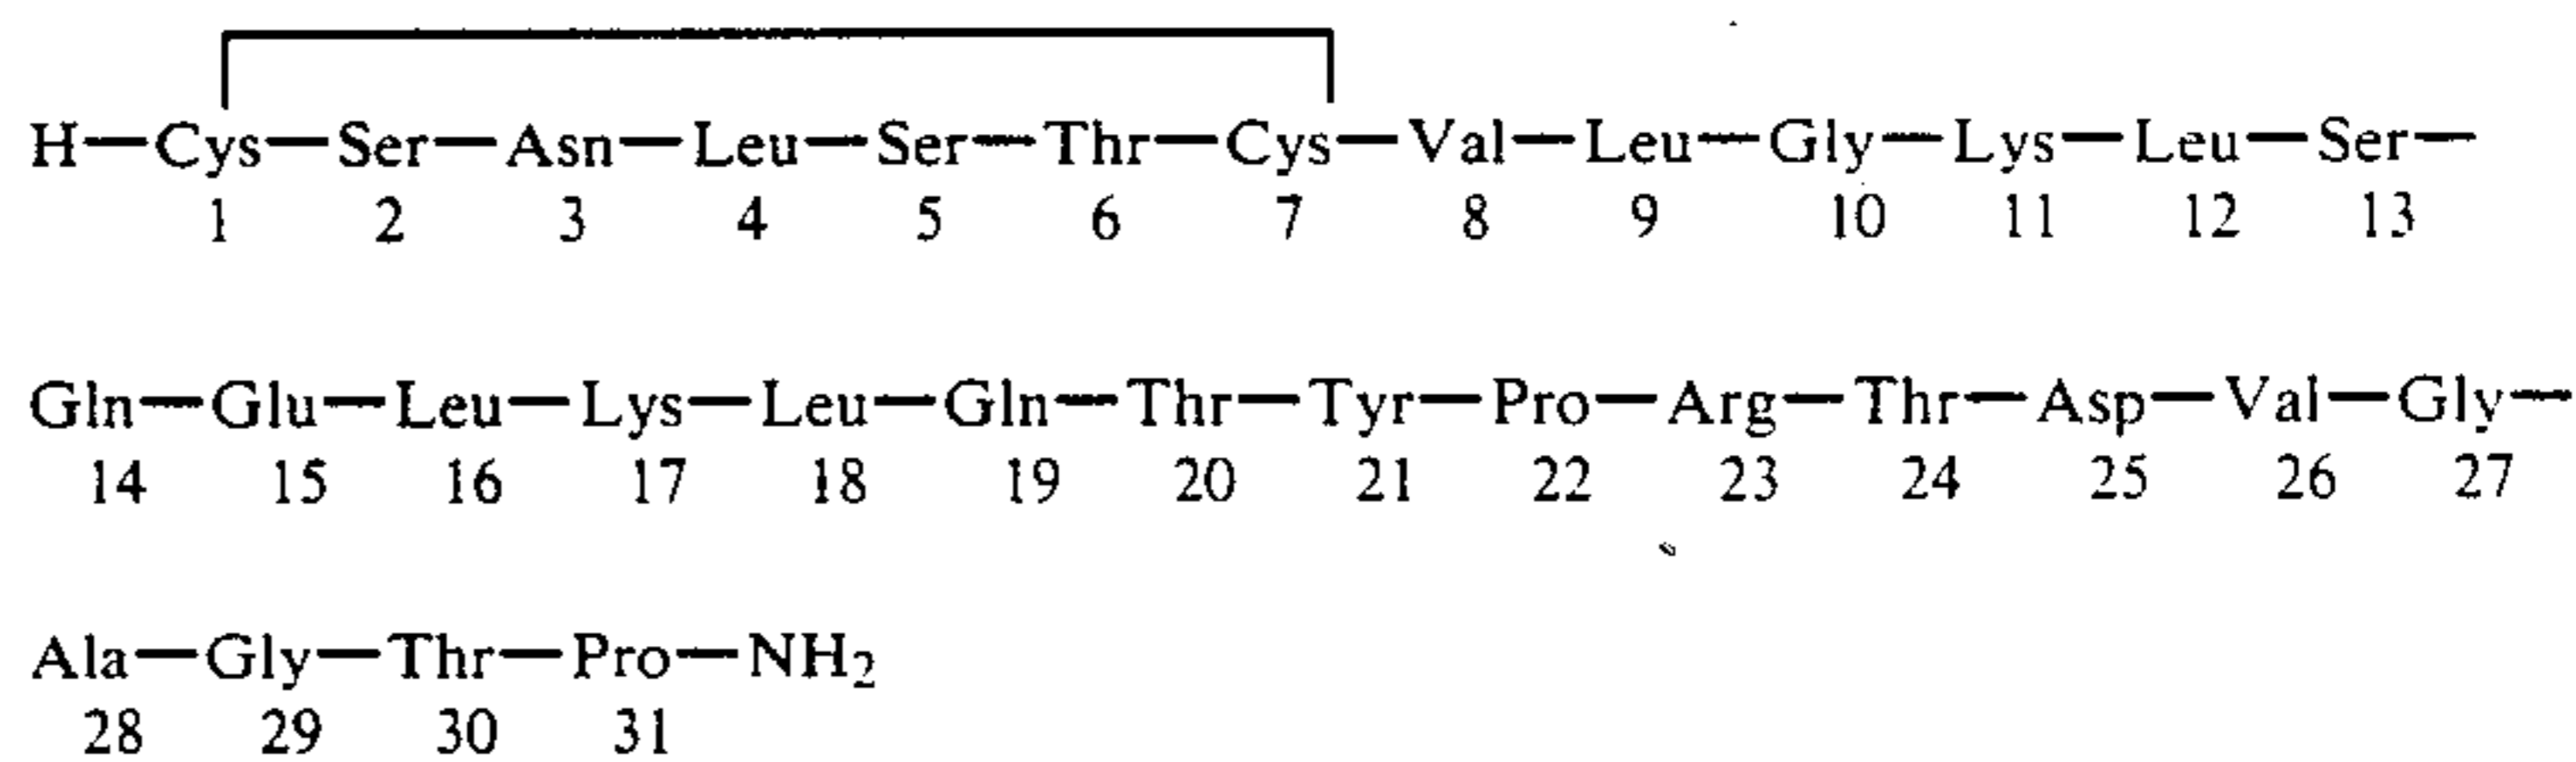 H—Cys—Ser—Asn—Leu—Ser—Thr—Cys—Val—Leu—Gly—Lys—Leu—Ser—
1 2 3 4 5 6 7 8 9 10 11 12 13
Gln—Glu—Leu—Lys—Leu—Gln—Thr—Tyr—Pro—Arg—Thr—Asp—Val—Gly—
14 15 16 17 18 19 20 21 22 23 24 25 26 27
Ala—Gly—Thr—Pro—NH₂
28 29 30 31